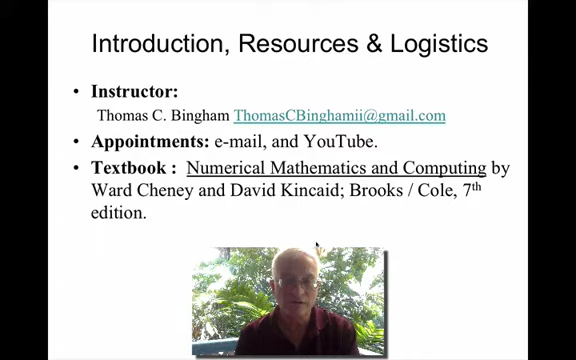 Introduction, Resources & Logistics
• Instructor:
Thomas C. Bingham ThomasCBinghamii@gmail.com
• Appointments: e-mail, and YouTube.
• Textbook : Numerical Mathematics and Computing by
Ward Cheney and David Kincaid; Brooks / Cole, 7th
edition.